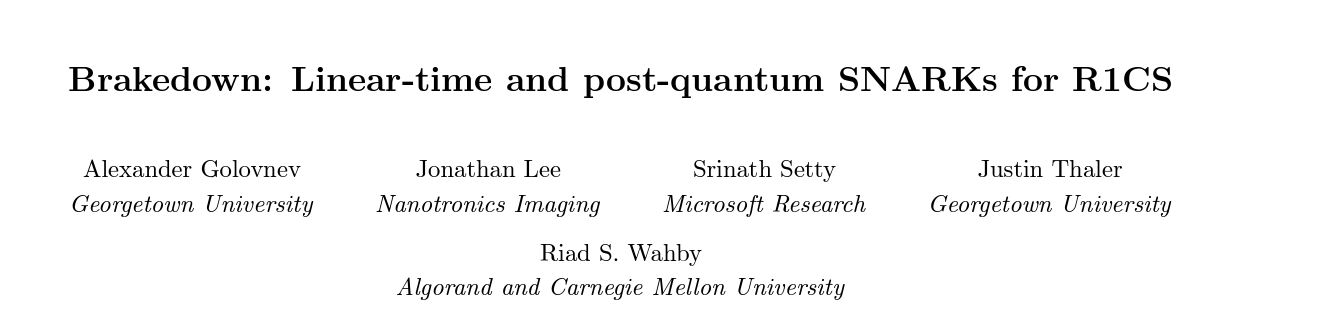 Brakedown: Linear-time and post-quantum SNARKs for R1CS
Alexander Golovnev Jonathan Lee Srinath Setty Justin Thaler
Georgetown University Nanotronics Imaging Microsoft Research Georgetown University
Riad S. Wahby
Algorand and Carnegie Mellon University